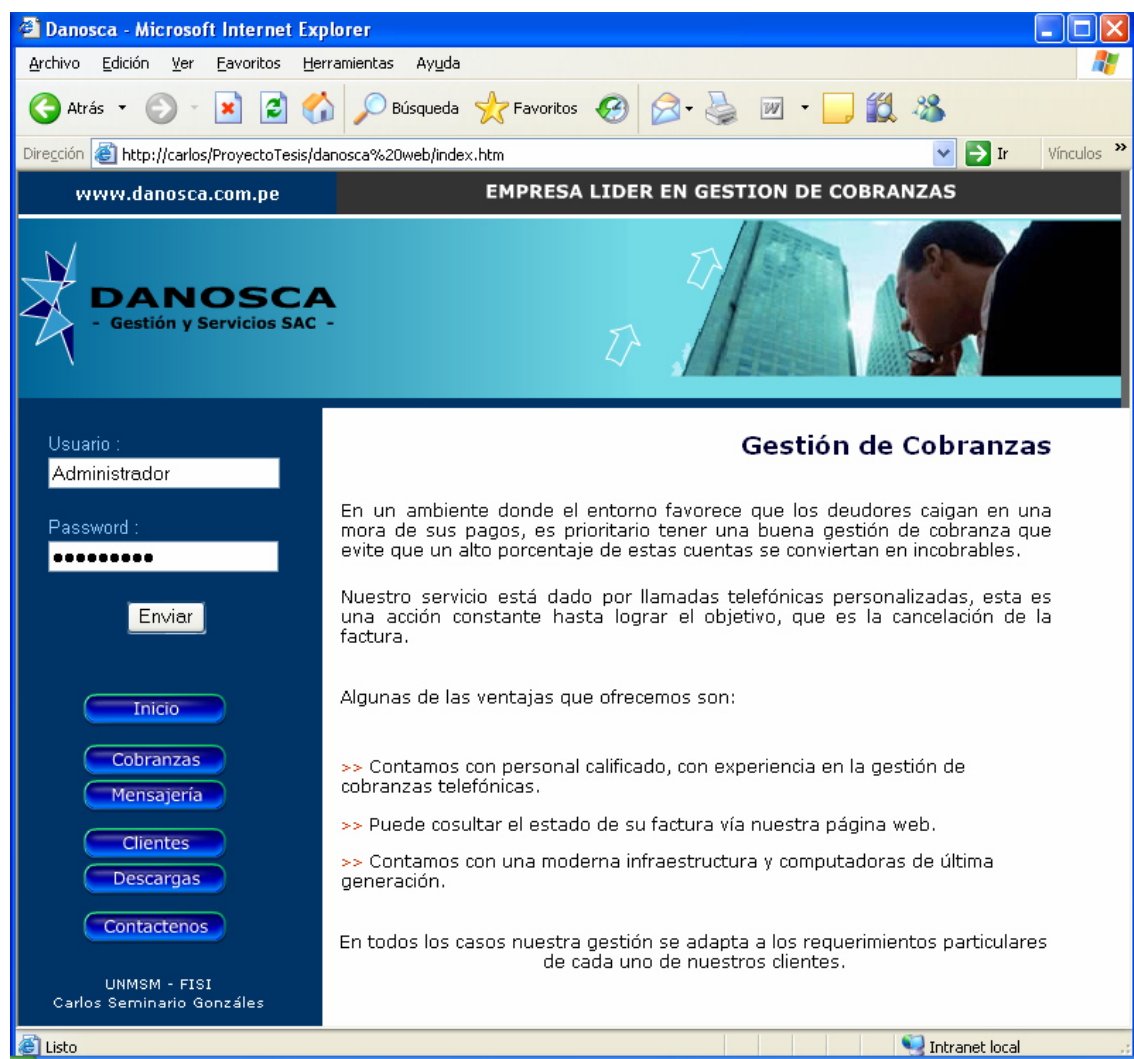 Danosca - Microsoft Internet Explorer
Archivo Edición Ver Favoritos Herramientas Ayuda
Atrás Búsqueda Favoritos
Dirección http://carlos/ProyectoTesis/danosca%20web/index.htm Ir Vínculos »
www.danosca.com.pe EMPRESA LIDER EN GESTION DE COBRANZAS
DANOSCA
- Gestión y Servicios SAC -
Usuario :
Administrador
Password :
●●●●●●●●●
Enviar
Inicio
Cobranzas
Mensajería
Clientes
Descargas
Contactenos
UNMSM - FISI
Carlos Seminario Gonzáles
Gestión de Cobranzas
En un ambiente donde el entorno favorece que los deudores caigan en una
mora de sus pagos, es prioritario tener una buena gestión de cobranza que
evite que un alto porcentaje de estas cuentas se conviertan en incobrables.
Nuestro servicio está dado por llamadas telefónicas personalizadas, esta es
una acción constante hasta lograr el objetivo, que es la cancelación de la
factura.
Algunas de las ventajas que ofrecemos son:
>> Contamos con personal calificado, con experiencia en la gestión de
cobranzas telefónicas.
>> Puede cosultar el estado de su factura vía nuestra página web.
>> Contamos con una moderna infraestructura y computadoras de última
generación.
En todos los casos nuestra gestión se adapta a los requerimientos particulares
de cada uno de nuestros clientes.
Listo Intranet local